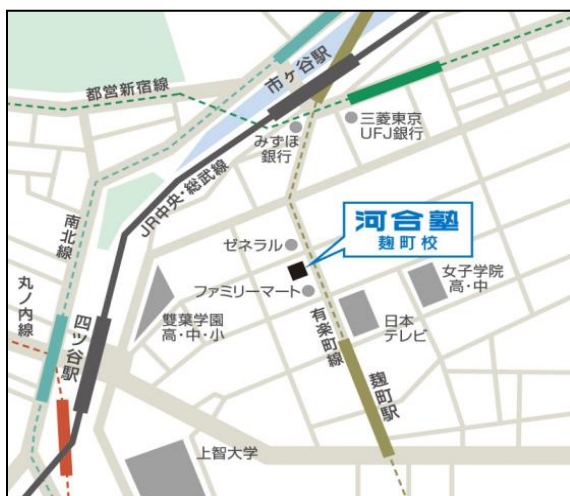 市ヶ谷駅
都営新宿線
三菱東京
UFJ銀行
みずほ
銀行
JR中央・総武線
南北線
河合塾
麹町校
ゼネラル
女子学院
高・中
丸ノ内線
ファミリーマート
四ツ谷駅
雙葉学園
高・中・小
有楽町線
日本
テレビ
麹町駅
上智大学